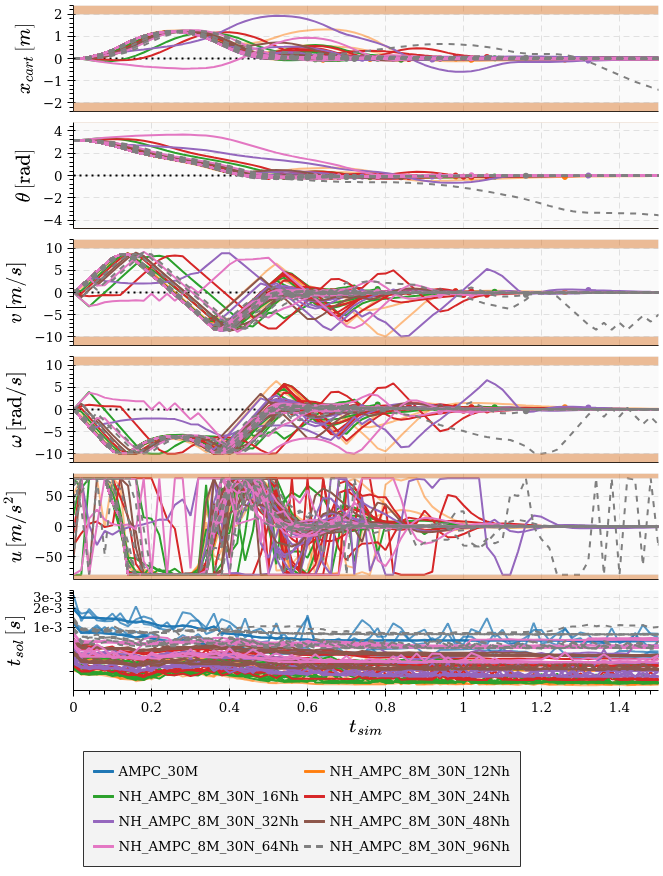 2
1
0
−1
−2
x_cart [m]
4
2
0
−2
−4
θ [rad]
10
5
0
−5
−10
v [m/s]
10
5
0
−5
−10
ω [rad/s]
50
0
−50
u [m/s²]
3e-3
2e-3
1e-3
t_sol [s]
0 0.2 0.4 0.6 0.8 1 1.2 1.4
t_sim
AMPC_30M NH_AMPC_8M_30N_12Nh
NH_AMPC_8M_30N_16Nh NH_AMPC_8M_30N_24Nh
NH_AMPC_8M_30N_32Nh NH_AMPC_8M_30N_48Nh
NH_AMPC_8M_30N_64Nh NH_AMPC_8M_30N_96Nh